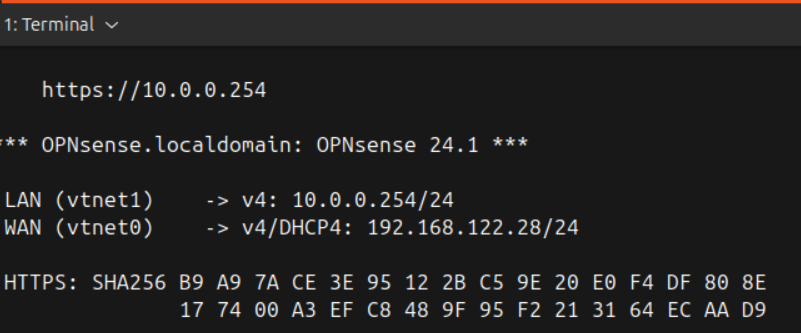 1: Terminal
https://10.0.0.254
*** OPNsense.localdomain: OPNsense 24.1 ***
LAN (vtnet1) -> v4: 10.0.0.254/24
WAN (vtnet0) -> v4/DHCP4: 192.168.122.28/24
HTTPS: SHA256 B9 A9 7A CE 3E 95 12 2B C5 9E 20 E0 F4 DF 80 8E
17 74 00 A3 EF C8 48 9F 95 F2 21 31 64 EC AA D9